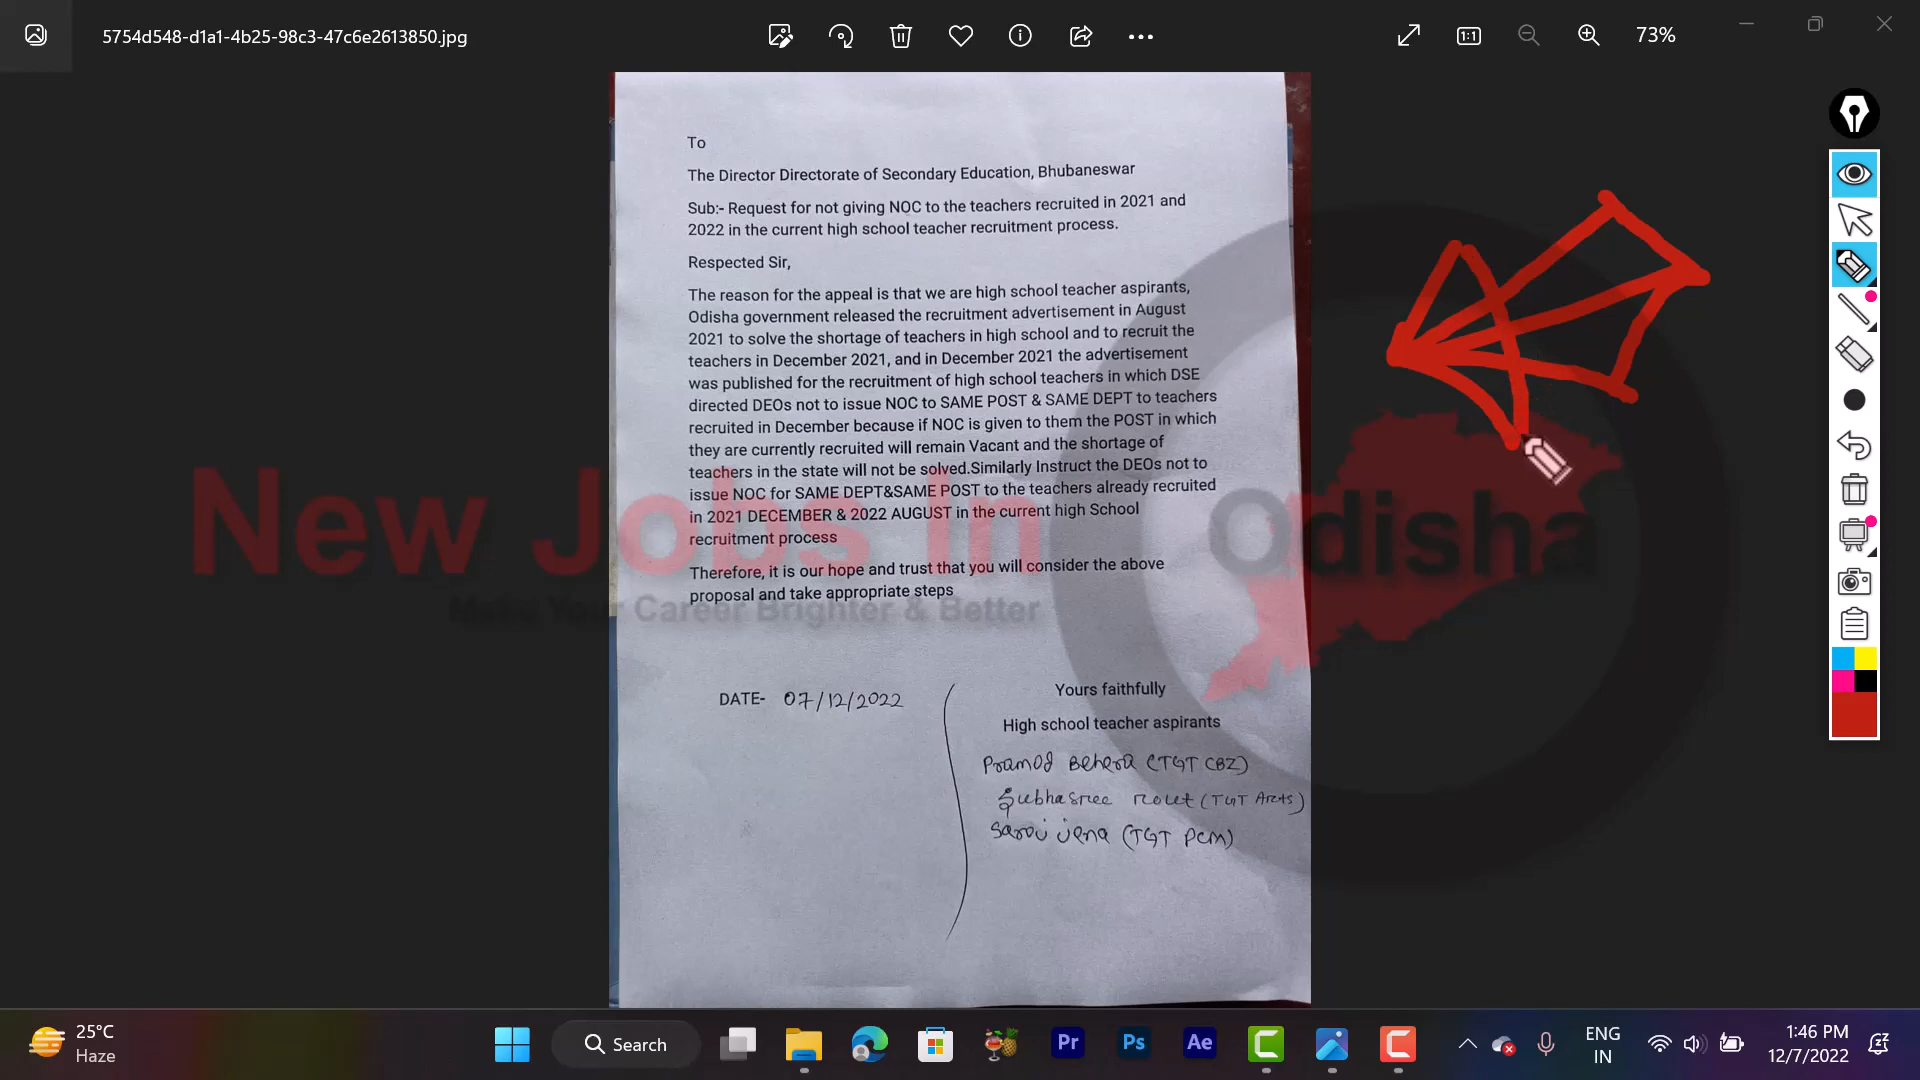 5754d548-d1a1-4b25-98c3-47c6e2613850.jpg
73%
To
The Director Directorate of Secondary Education, Bhubaneswar
Sub:- Request for not giving NOC to the teachers recruited in 2021 and
2022 in the current high school teacher recruitment process.
Respected Sir,
The reason for the appeal is that we are high school teacher aspirants,
Odisha government released the recruitment advertisement in August
2021 to solve the shortage of teachers in high school and to recruit the
teachers in December 2021, and in December 2021 the advertisement
was published for the recruitment of high school teachers in which DSE
directed DEOs not to issue NOC to SAME POST & SAME DEPT to teachers
recruited in December because if NOC is given to them the POST in which
they are currently recruited will remain Vacant and the shortage of
teachers in the state will not be solved.Similarly Instruct the DEOs not to
issue NOC for SAME DEPT&SAME POST to the teachers already recruited
in 2021 DECEMBER & 2022 AUGUST in the current high School
recruitment process
Therefore, it is our hope and trust that you will consider the above
proposal and take appropriate steps
New Jobs In Odisha
Make Your Career Brighter & Better
DATE- 07/12/2022
Yours faithfully
High school teacher aspirants
Pramod Behera (TGT CBZ)
Subhasree Rout (TGT Arts)
Saroj Jena (TGT PCM)
25°C
Haze
Search
Pr
Ps
Ae
ENG
IN
1:46 PM
12/7/2022